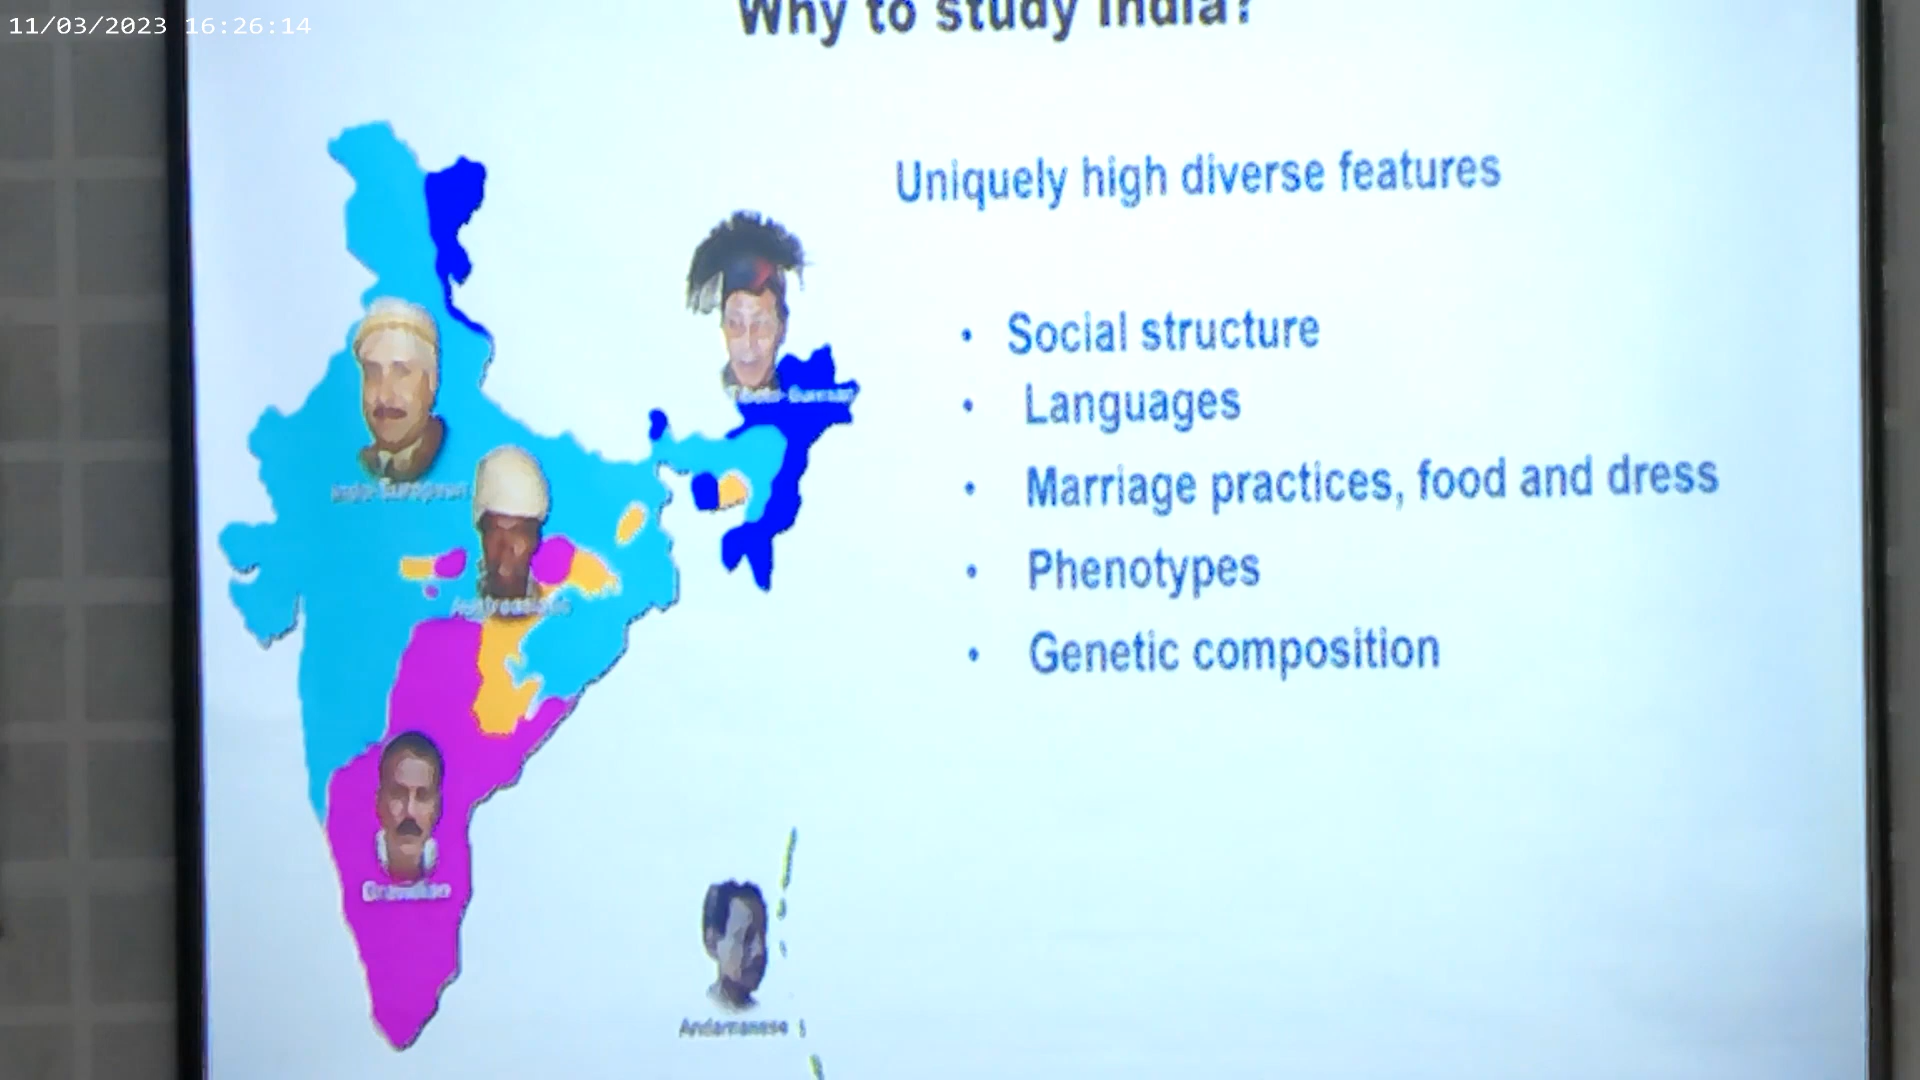 11/03/2023 16:26:14
Why to study India?
Uniquely high diverse features
• Social structure
• Languages
• Marriage practices, food and dress
• Phenotypes
• Genetic composition
Tibeto-Burman
Indo-European
Dravidian
Andamanese